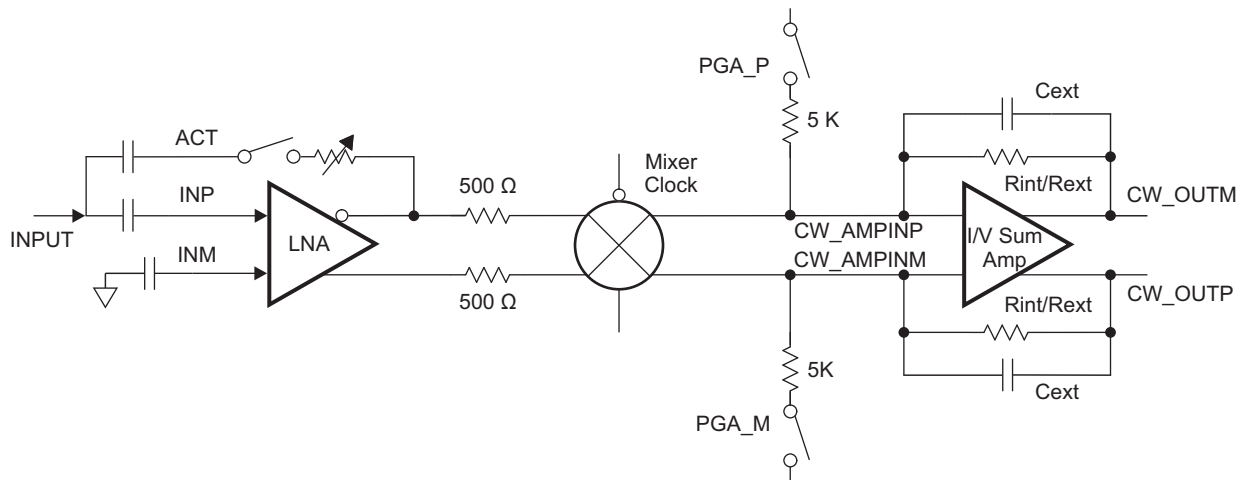 PGA_P
5 K
Cext
Rint/Rext
ACT
INP
INPUT
INM
LNA
500 Ω
500 Ω
Mixer
Clock
CW_AMPINP
CW_AMPINM
I/V Sum
Amp
CW_OUTM
CW_OUTP
Rint/Rext
Cext
5K
PGA_M